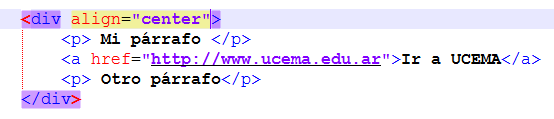 <div align="center">
<p> Mi párrafo </p>
<a href="http://www.ucema.edu.ar">Ir a UCEMA</a>
<p> Otro párrafo</p>
</div>